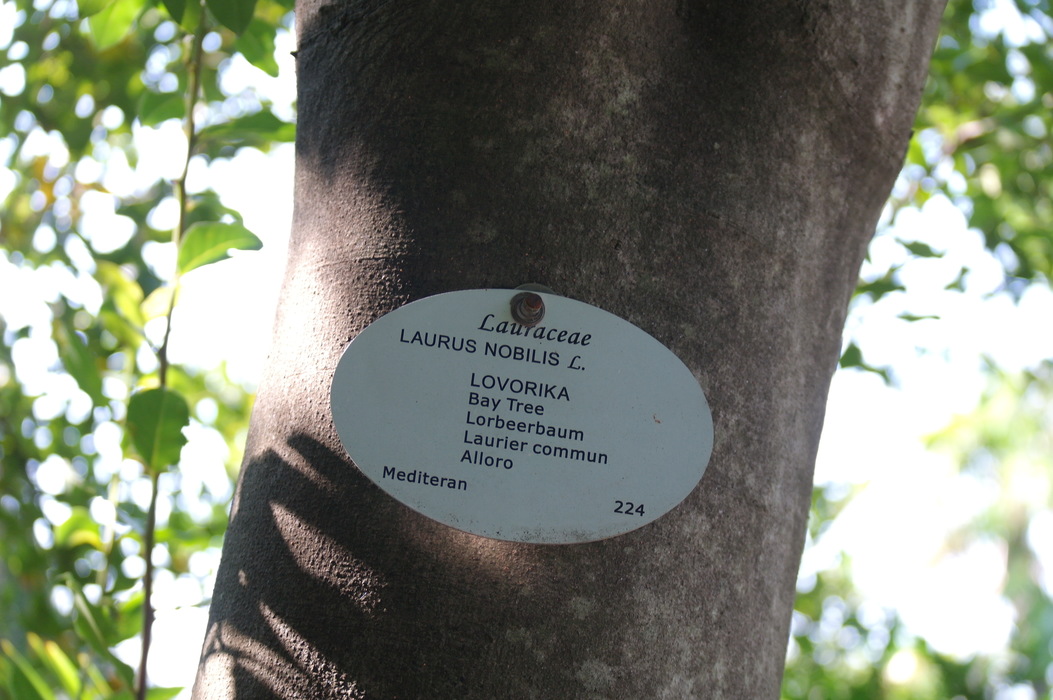 Lauraceae
LAURUS NOBILIS L.
LOVORIKA
Bay Tree
Lorbeerbaum
Laurier commun
Alloro
Mediteran
224